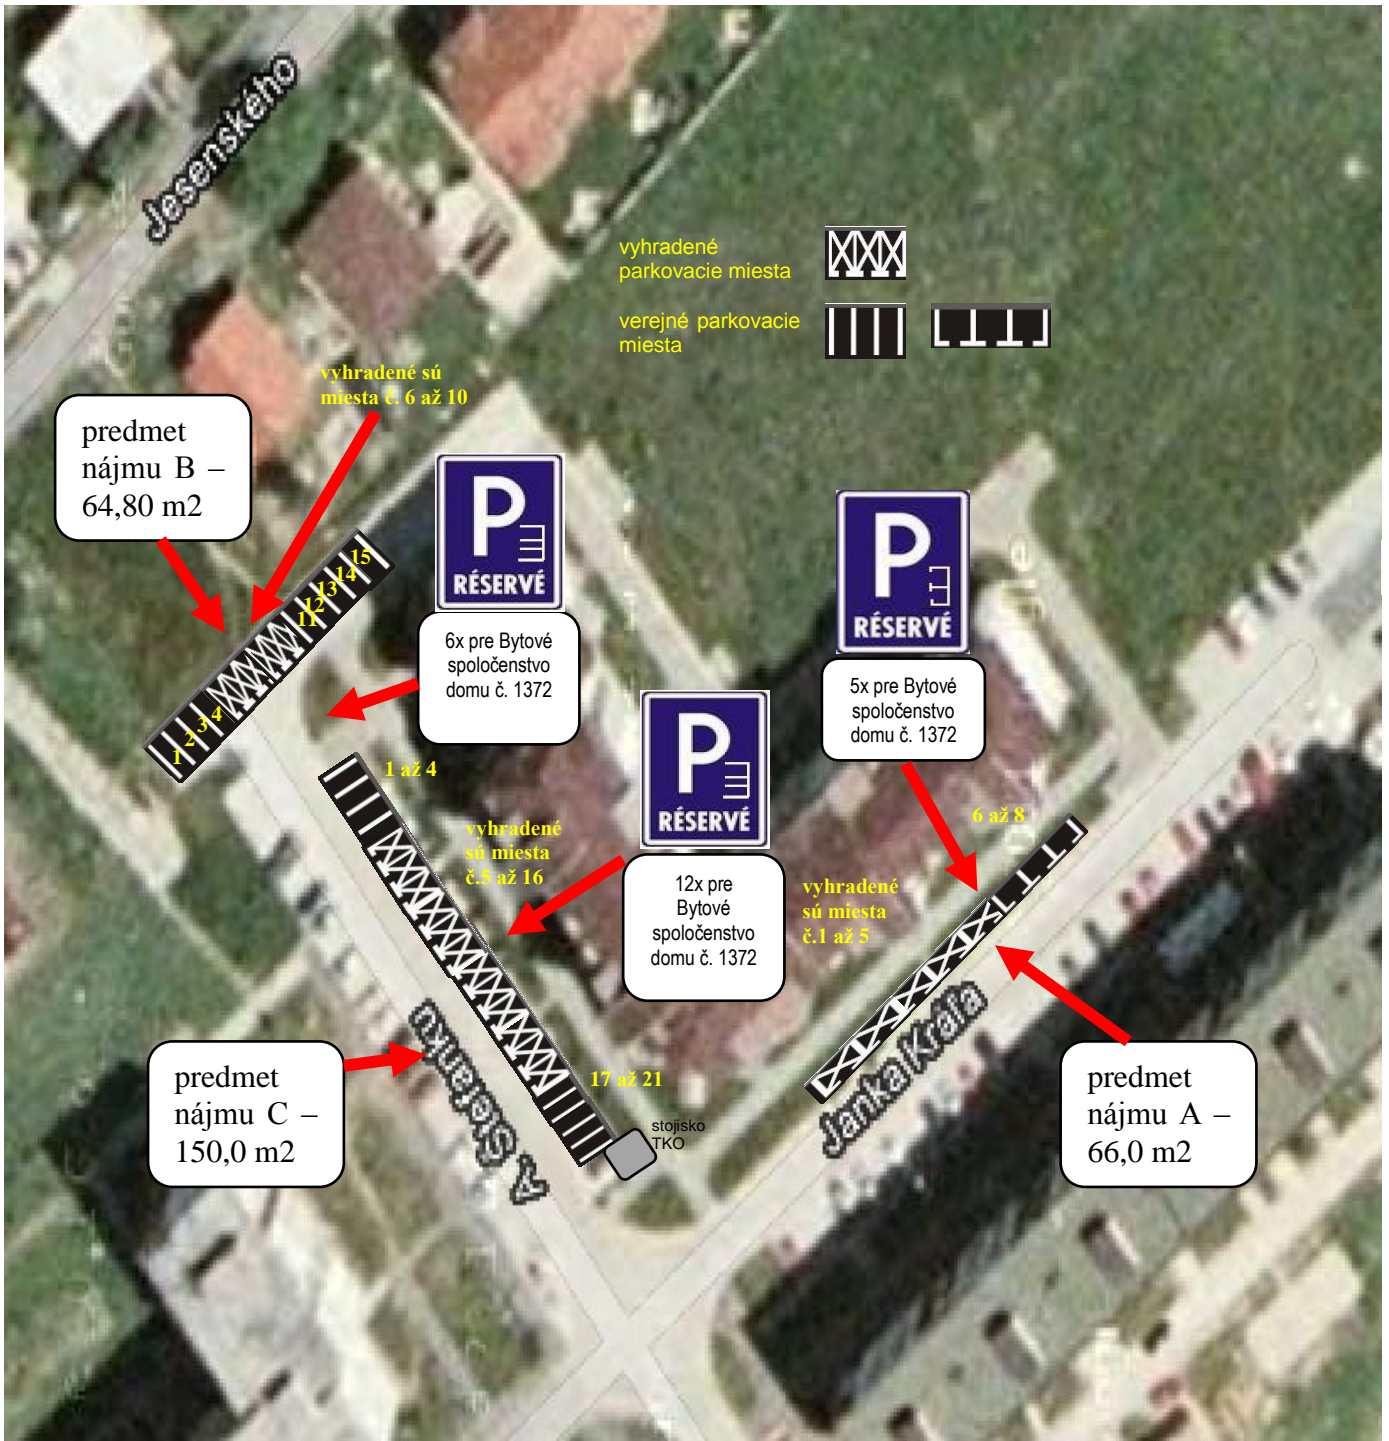 Jesenského
vyhradené
parkovacie miesta
verejné parkovacie
miesta
vyhradené sú
miesta č. 6 až 10
predmet
nájmu B –
64,80 m2
P
RÉSERVÉ
6x pre Bytové
spoločenstvo
domu č. 1372
P
RÉSERVÉ
5x pre Bytové
spoločenstvo
domu č. 1372
15
14
13
12
11
4
3
2
1
1 až 4
P
RÉSERVÉ
12x pre
Bytové
spoločenstvo
domu č. 1372
vyhradené
sú miesta
č.5 až 16
6 až 8
vyhradené
sú miesta
č.1 až 5
predmet
nájmu C –
150,0 m2
17 až 21
stojisko
TKO
Janka Kráľa
predmet
nájmu A –
66,0 m2